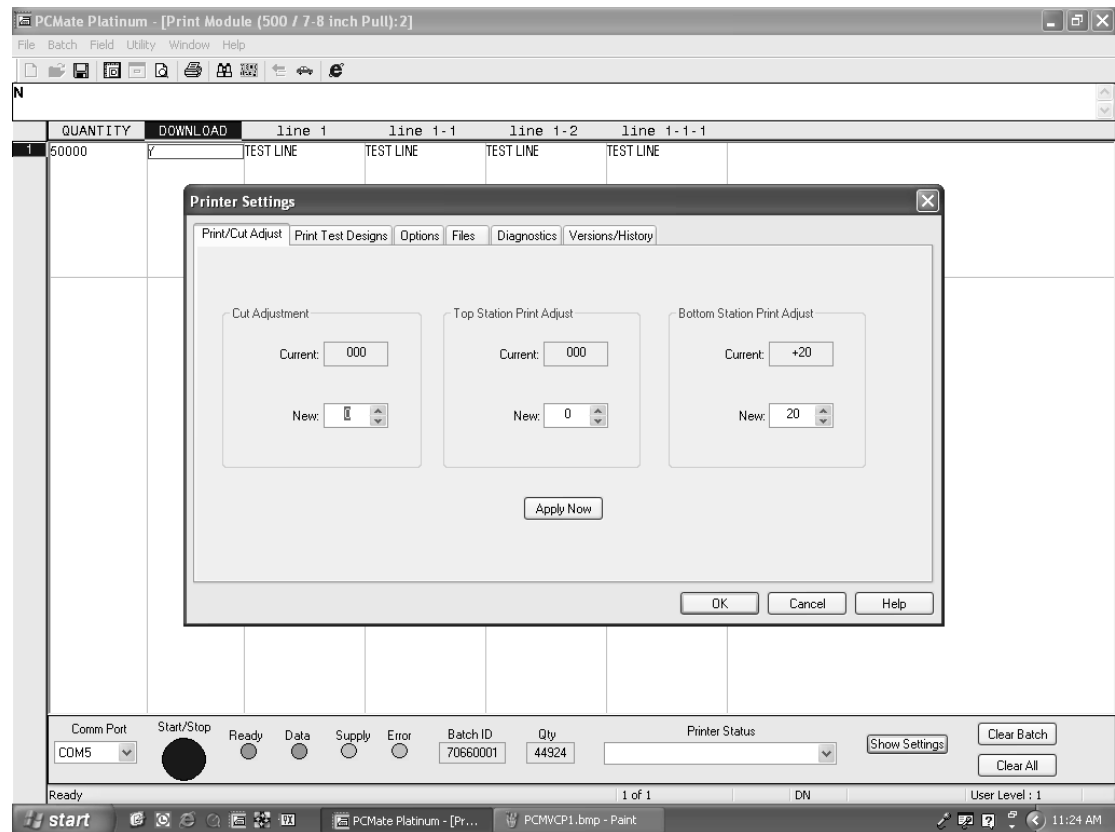 PCMate Platinum - [Print Module (500 / 7-8 inch Pull):2]
File Batch Field Utility Window Help
N
QUANTITY DOWNLOAD line 1 line 1-1 line 1-2 line 1-1-1
1 50000 Y TEST LINE TEST LINE TEST LINE TEST LINE
Printer Settings
Print/Cut Adjust Print Test Designs Options Files Diagnostics Versions/History
Cut Adjustment Top Station Print Adjust Bottom Station Print Adjust
Current: 000 Current: 000 Current: +20
New: 0 New: 0 New: 20
Apply Now
OK Cancel Help
Comm Port Start/Stop Ready Data Supply Error Batch ID Qty Printer Status
COM5 70660001 44924 Show Settings Clear Batch
Clear All
Ready 1 of 1 DN User Level : 1
start PCMate Platinum - [Pr... PCMVCP1.bmp - Paint 11:24 AM